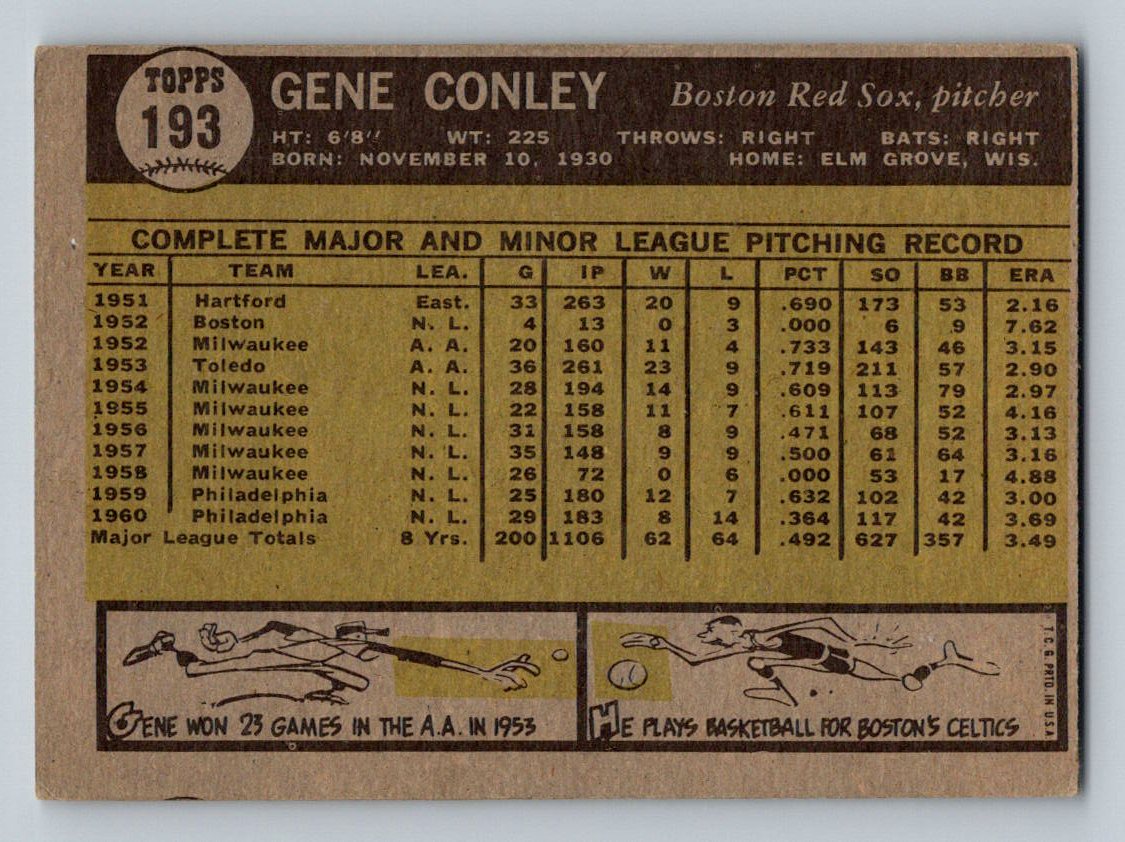 TOPPS
193
GENE CONLEY Boston Red Sox, pitcher
HT: 6'8" WT: 225 THROWS: RIGHT BATS: RIGHT
BORN: NOVEMBER 10, 1930 HOME: ELM GROVE, WIS.
COMPLETE MAJOR AND MINOR LEAGUE PITCHING RECORD
YEAR TEAM LEA. G IP W L PCT SO BB ERA
1951 Hartford East. 33 263 20 9 .690 173 53 2.16
1952 Boston N. L. 4 13 0 3 .000 6 9 7.62
1952 Milwaukee A. A. 20 160 11 4 .733 143 46 3.15
1953 Toledo A. A. 36 261 23 9 .719 211 57 2.90
1954 Milwaukee N. L. 28 194 14 9 .609 113 79 2.97
1955 Milwaukee N. L. 22 158 11 7 .611 107 52 4.16
1956 Milwaukee N. L. 31 158 8 9 .471 68 52 3.13
1957 Milwaukee N. L. 35 148 9 9 .500 61 64 3.16
1958 Milwaukee N. L. 26 72 0 6 .000 53 17 4.88
1959 Philadelphia N. L. 25 180 12 7 .632 102 42 3.00
1960 Philadelphia N. L. 29 183 8 14 .364 117 42 3.69
Major League Totals 8 Yrs. 200 1106 62 64 .492 627 357 3.49
GENE WON 23 GAMES IN THE A.A. IN 1953
HE PLAYS BASKETBALL FOR BOSTON'S CELTICS
T. C. G. PRTD. IN U.S.A.